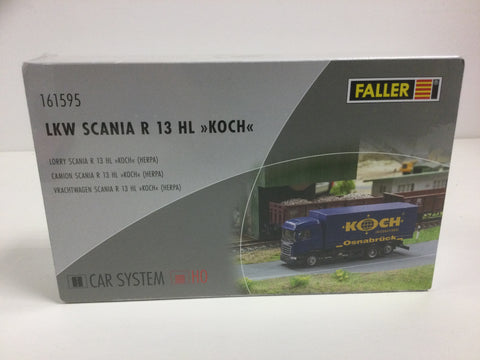 161595
FALLER
LKW SCANIA R 13 HL »KOCH«
LORRY SCANIA R 13 HL »KOCH« (HERPA)
CAMION SCANIA R 13 HL »KOCH« (HERPA)
VRACHTWAGEN SCANIA R 13 HL »KOCH« (HERPA)
KOCH
Osnabrück
CAR SYSTEM H0